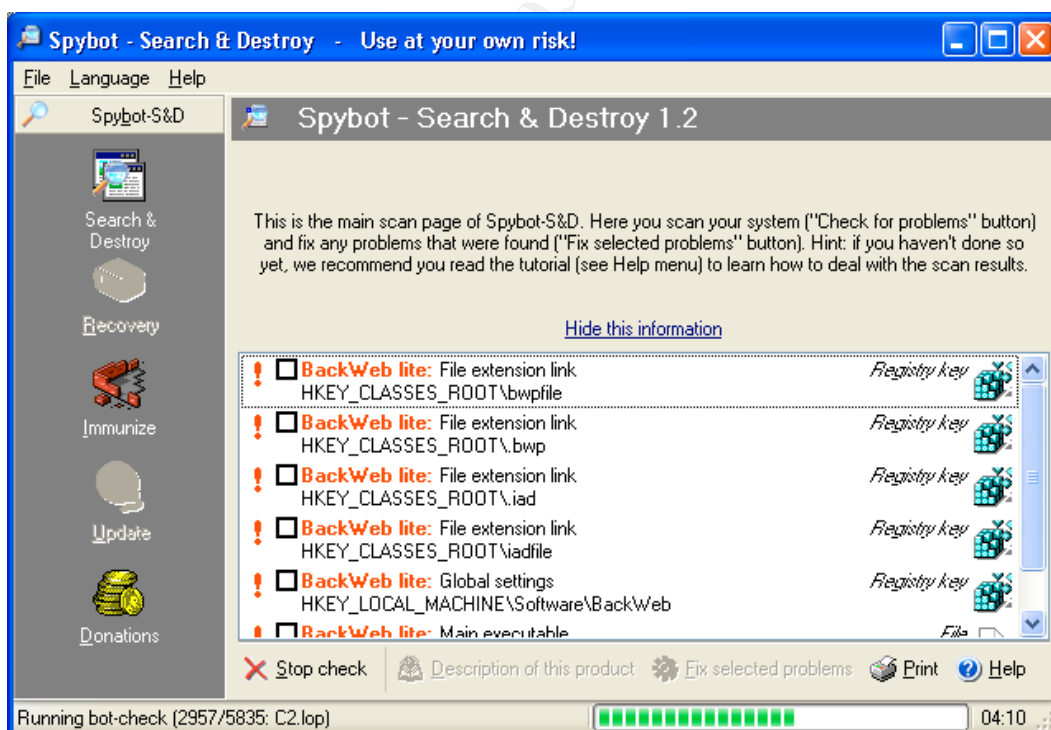 Spybot - Search & Destroy - Use at your own risk!
File Language Help
Spybot-S&D
Spybot - Search & Destroy 1.2
Search &
Destroy
Recovery
Immunize
Update
Donations
This is the main scan page of Spybot-S&D. Here you scan your system ("Check for problems" button)
and fix any problems that were found ("Fix selected problems" button). Hint: if you haven't done so
yet, we recommend you read the tutorial (see Help menu) to learn how to deal with the scan results.
Hide this information
BackWeb lite: File extension link Registry key
HKEY_CLASSES_ROOT\bwpfile
BackWeb lite: File extension link Registry key
HKEY_CLASSES_ROOT\.bwp
BackWeb lite: File extension link Registry key
HKEY_CLASSES_ROOT\.iad
BackWeb lite: File extension link Registry key
HKEY_CLASSES_ROOT\iadfile
BackWeb lite: Global settings Registry key
HKEY_LOCAL_MACHINE\Software\BackWeb
BackWeb lite: Main executable File
Stop check Description of this product Fix selected problems Print Help
Running bot-check (2957/5835: C2.lop) 04:10